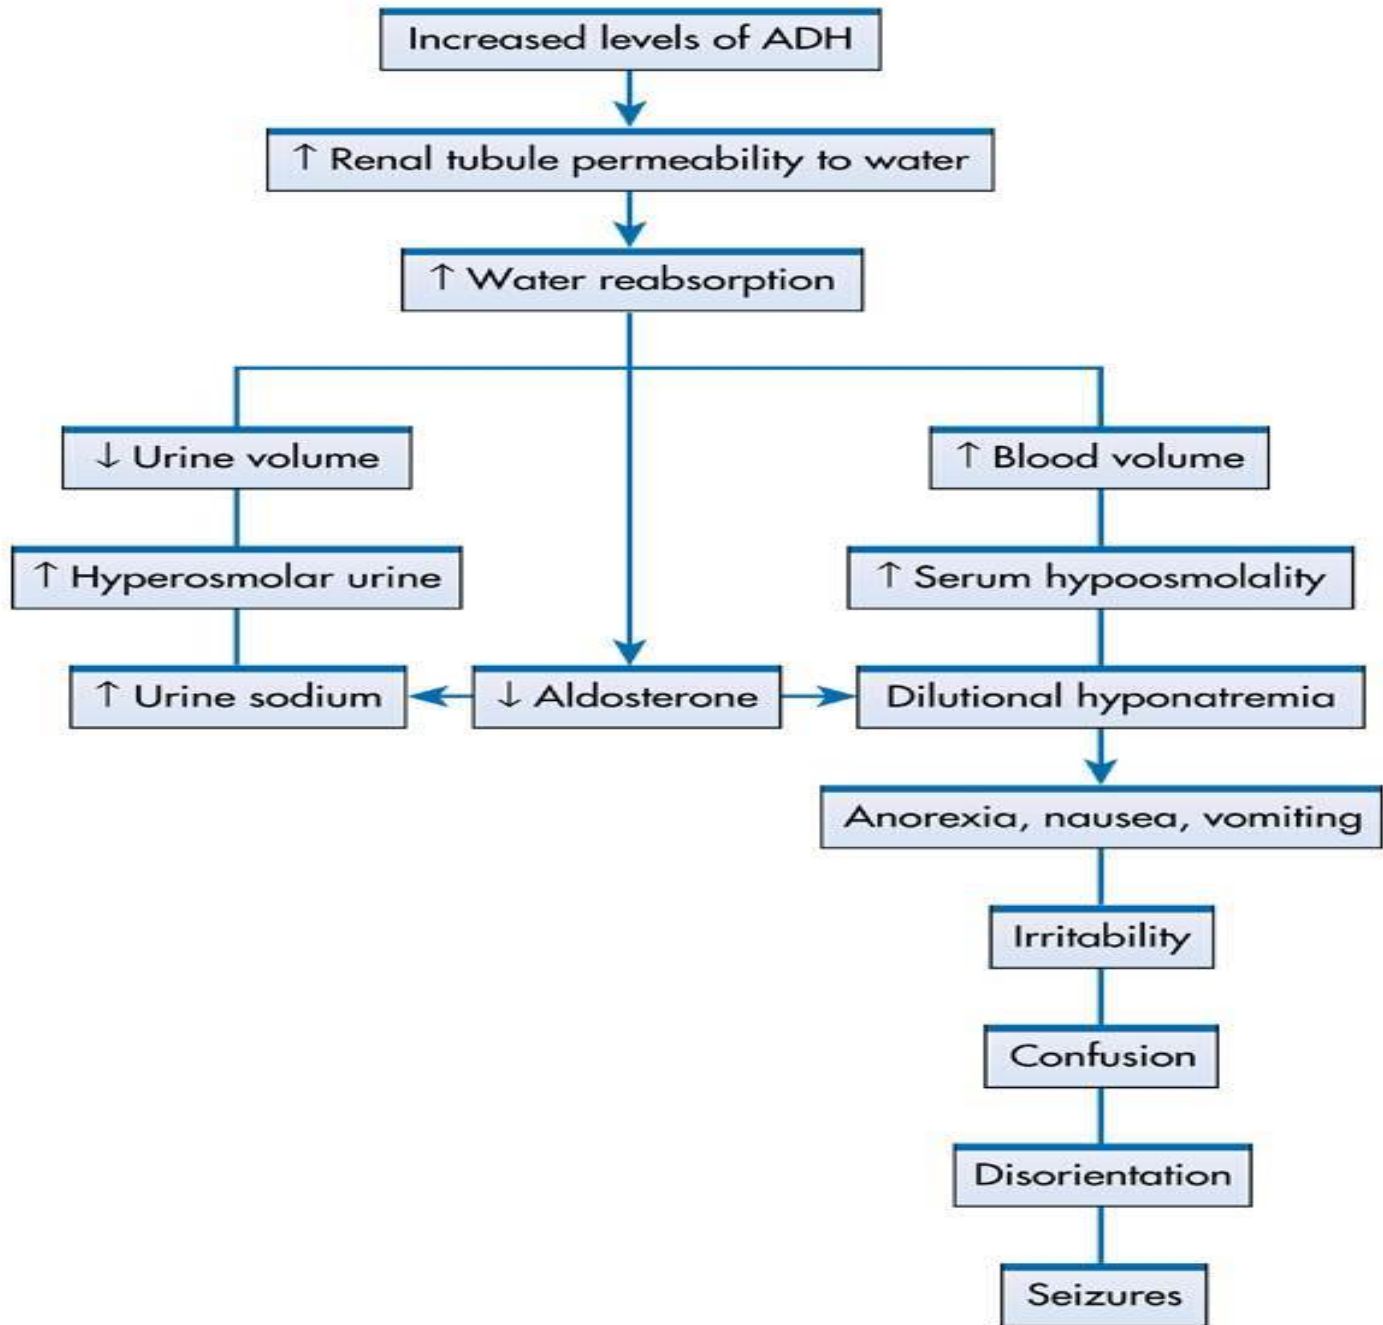 Increased levels of ADH
↑ Renal tubule permeability to water
↑ Water reabsorption
↓ Urine volume
↑ Blood volume
↑ Hyperosmolar urine
↑ Serum hypoosmolality
↑ Urine sodium
↓ Aldosterone
Dilutional hyponatremia
Anorexia, nausea, vomiting
Irritability
Confusion
Disorientation
Seizures